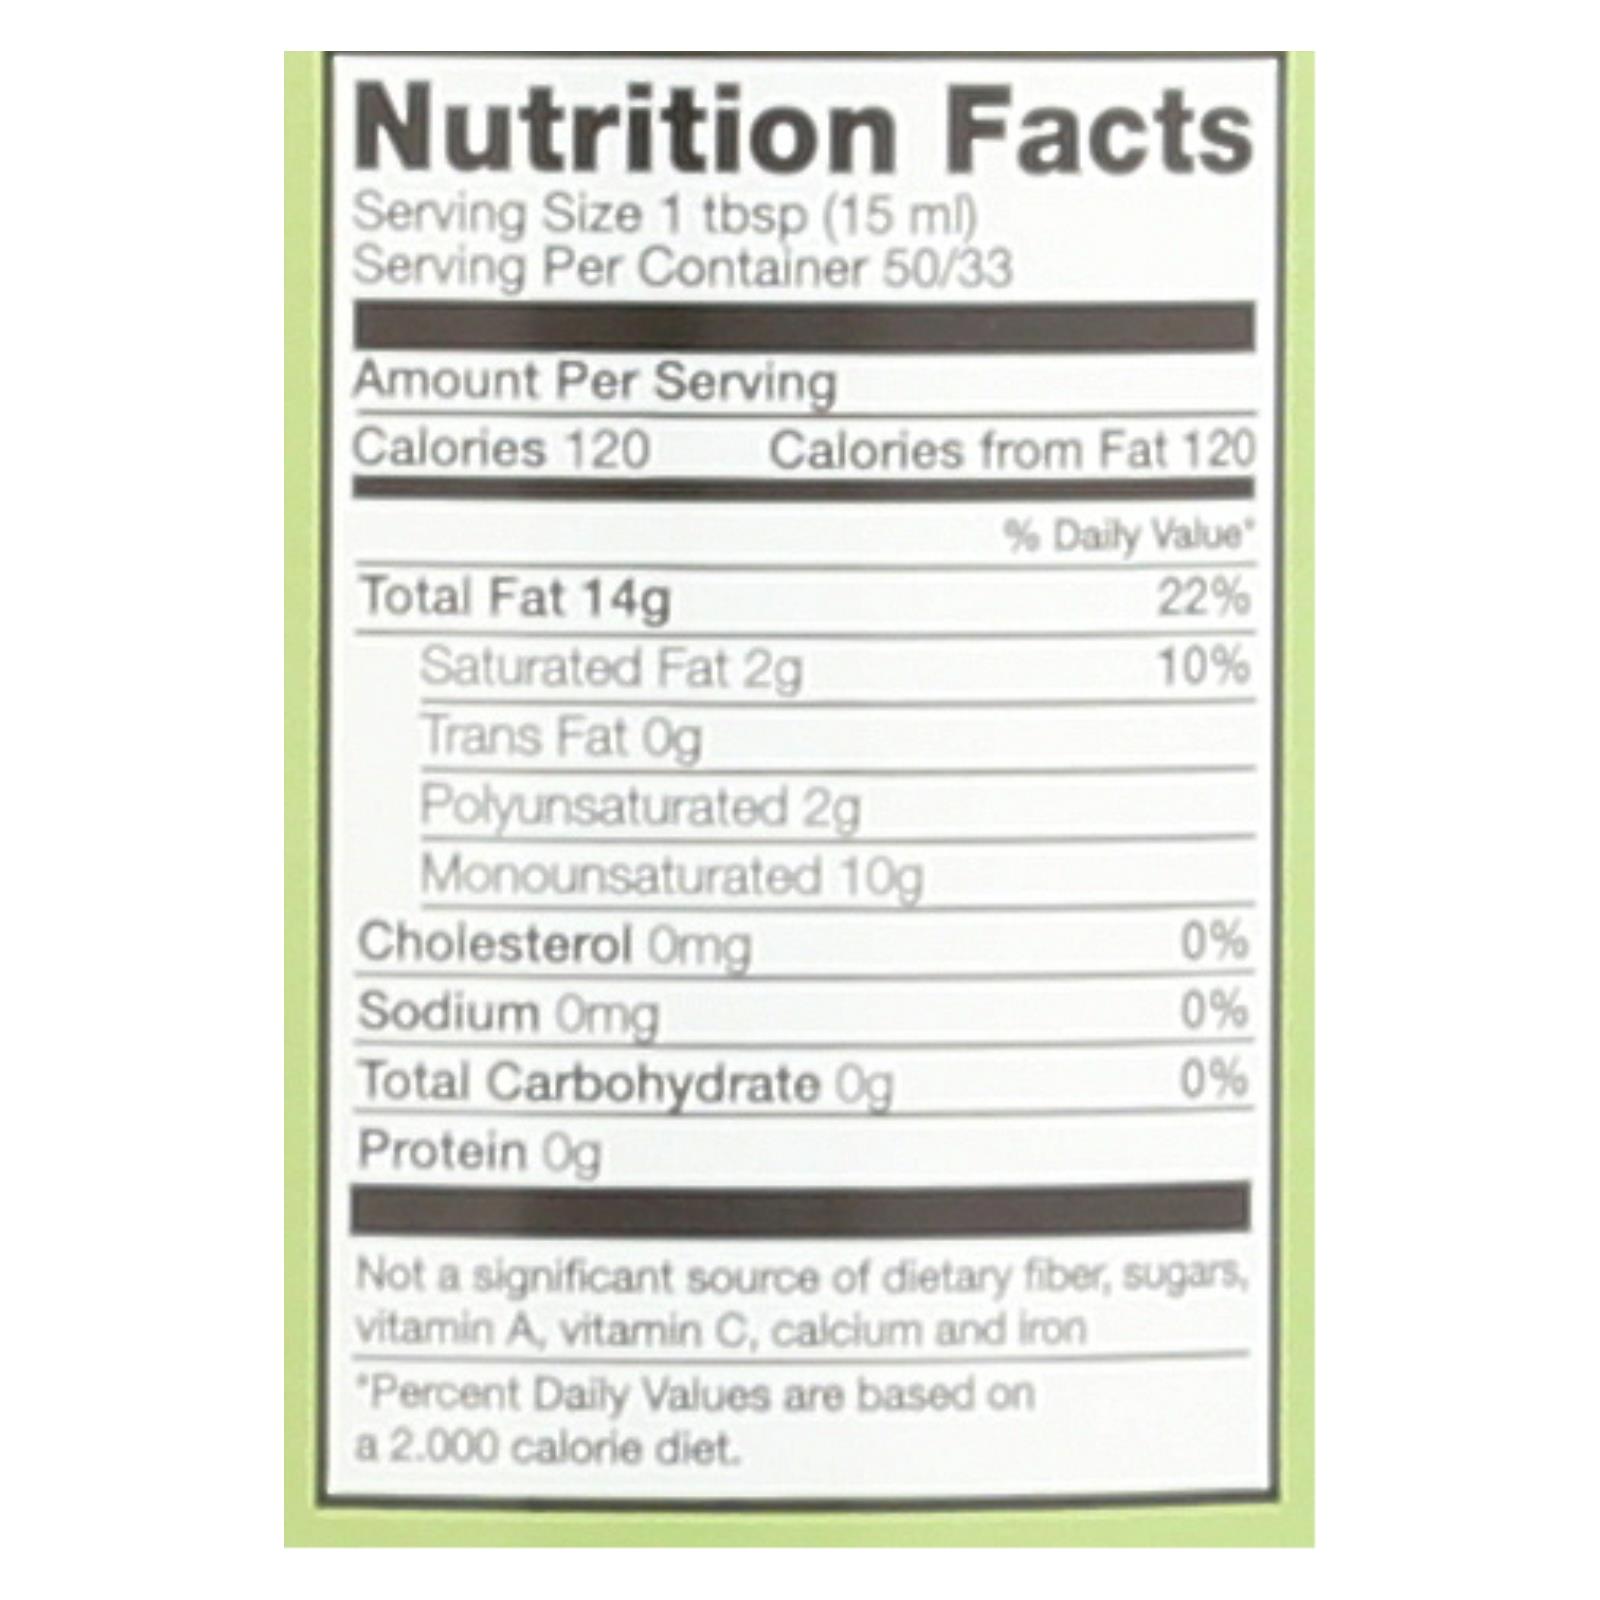 Nutrition Facts
Serving Size 1 tbsp (15 ml)
Serving Per Container 50/33
Amount Per Serving
Calories 120 Calories from Fat 120
% Daily Value*
Total Fat 14g 22%
Saturated Fat 2g 10%
Trans Fat 0g
Polyunsaturated 2g
Monounsaturated 10g
Cholesterol 0mg 0%
Sodium 0mg 0%
Total Carbohydrate 0g 0%
Protein 0g
Not a significant source of dietary fiber, sugars,
vitamin A, vitamin C, calcium and iron
*Percent Daily Values are based on
a 2.000 calorie diet.